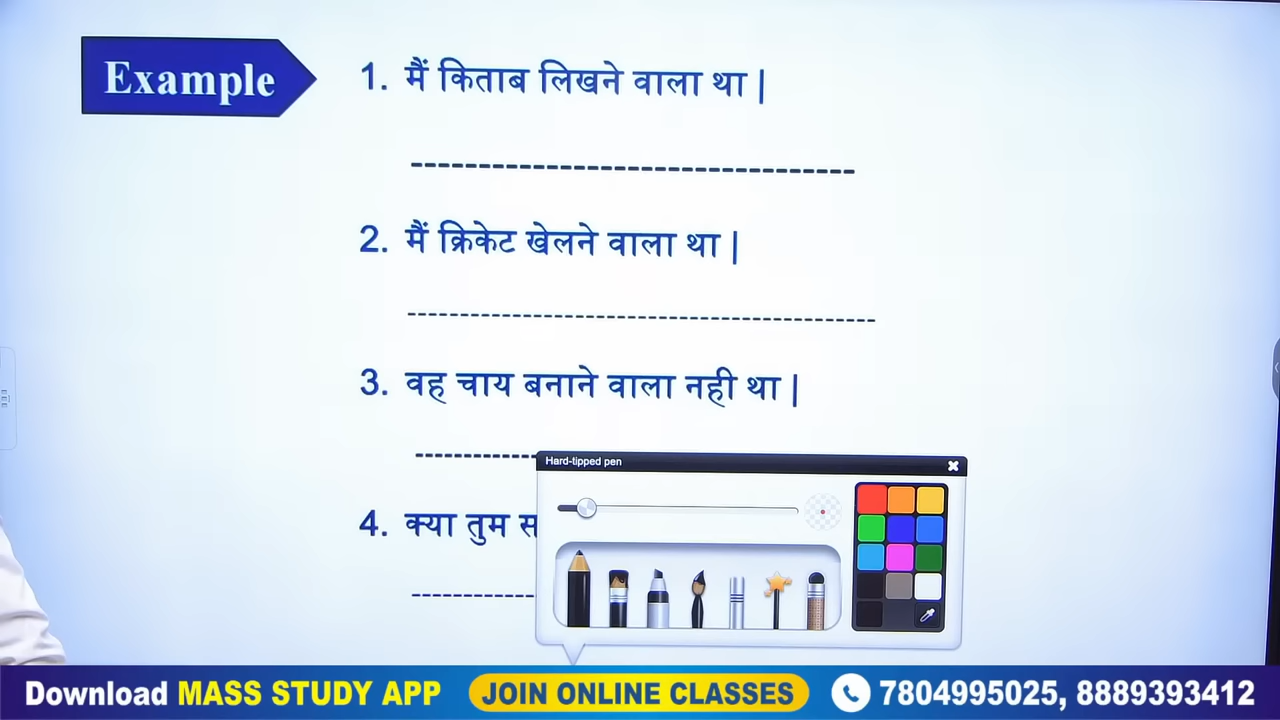 Example
1. मैं किताब लिखने वाला था |
2. मैं क्रिकेट खेलने वाला था |
3. वह चाय बनाने वाला नही था |
Hard-tipped pen
4. क्या तुम
Download MASS STUDY APP JOIN ONLINE CLASSES 7804995025, 8889393412